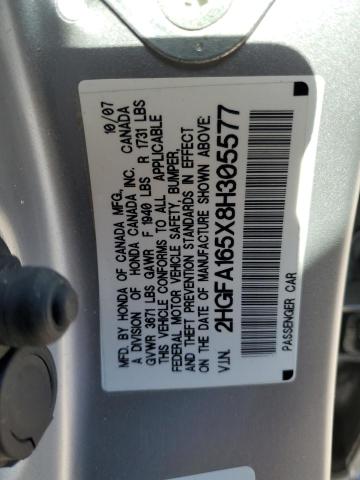 MFD. BY HONDA OF CANADA MFG., 10/07
A DIVISION OF HONDA CANADA INC. CANADA
GVWR 3671 LBS GAWR F 1940 LBS R 1731 LBS
THIS VEHICLE CONFORMS TO ALL APPLICABLE
FEDERAL MOTOR VEHICLE SAFETY, BUMPER,
AND THEFT PREVENTION STANDARDS IN EFFECT
ON THE DATE OF MANUFACTURE SHOWN ABOVE.
V.I.N. 2HGFA165X8H305577
PASSENGER CAR